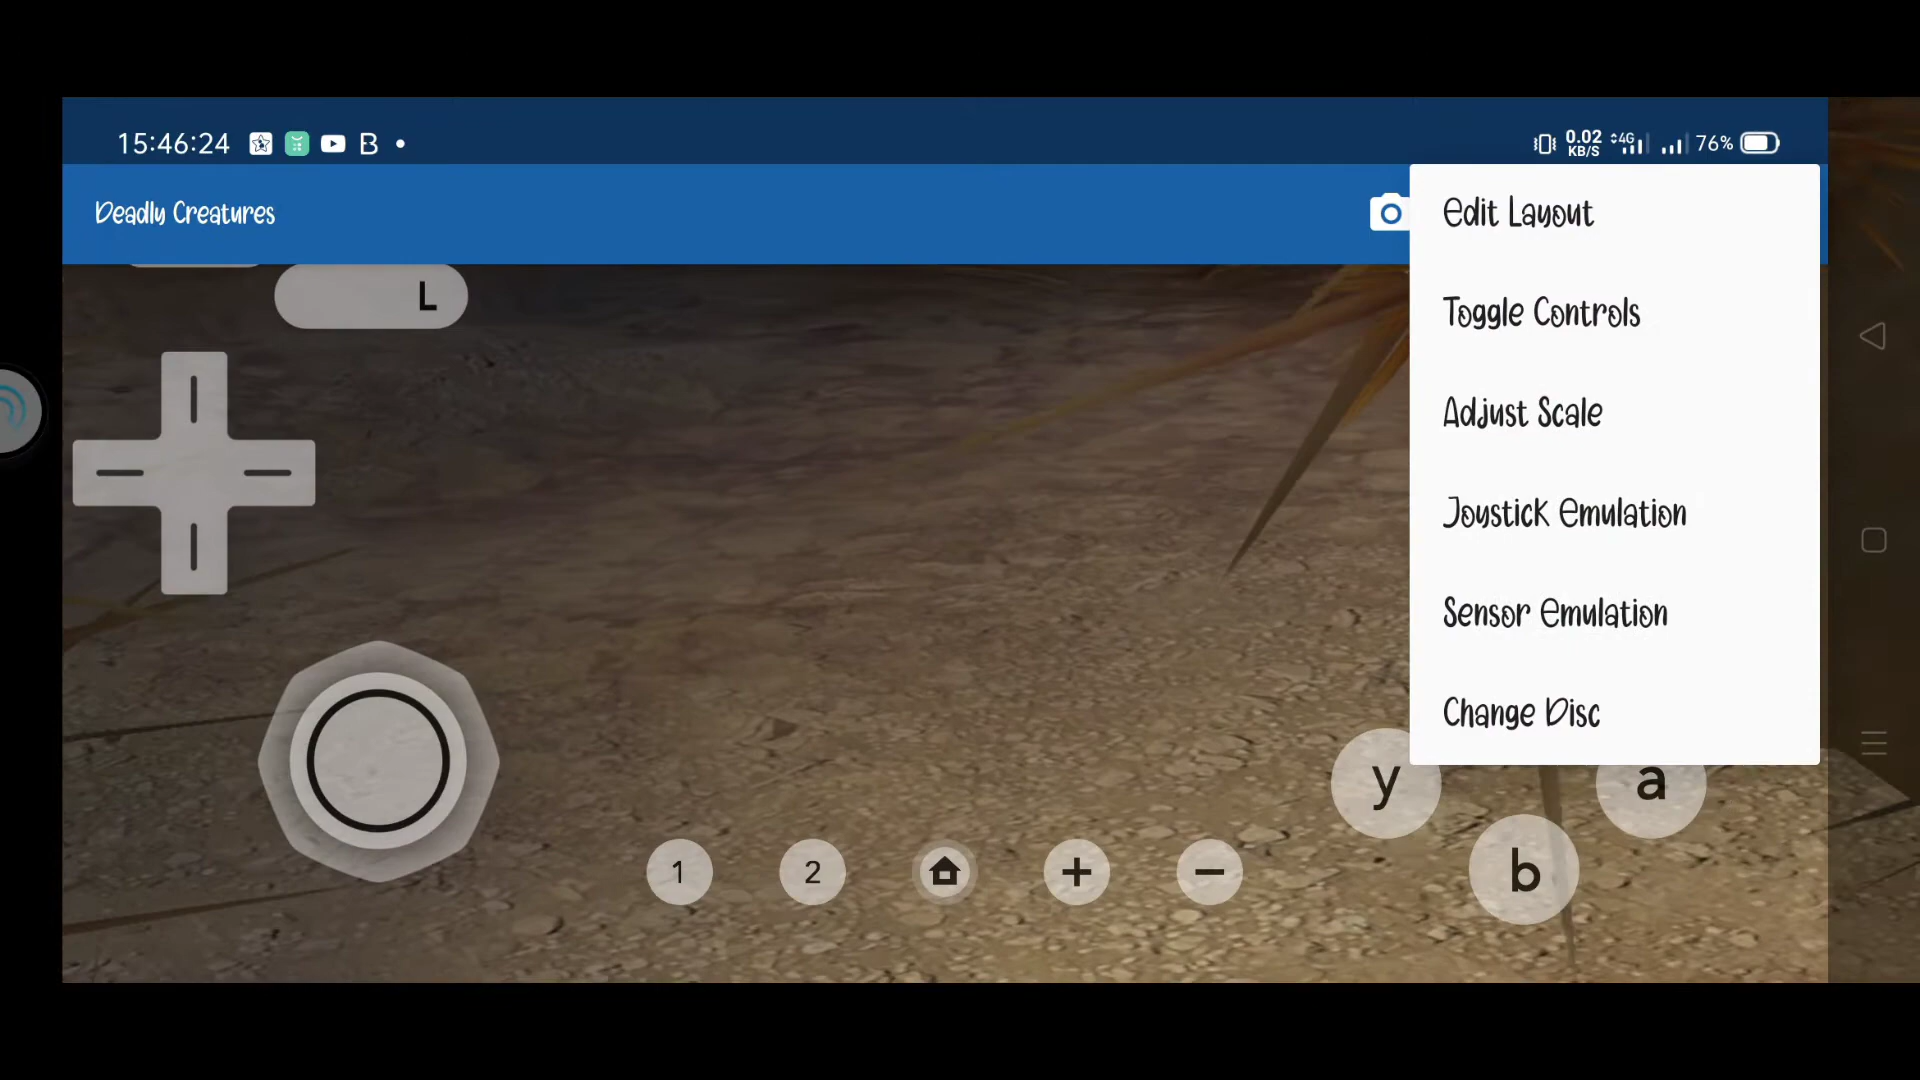 15:46:24 B 0.02 KB/S 4G 76%
Deadly Creatures
Edit Layout
Toggle Controls
Adjust Scale
Joystick Emulation
Sensor Emulation
Change Disc
L
y
a
b
1 2 + −